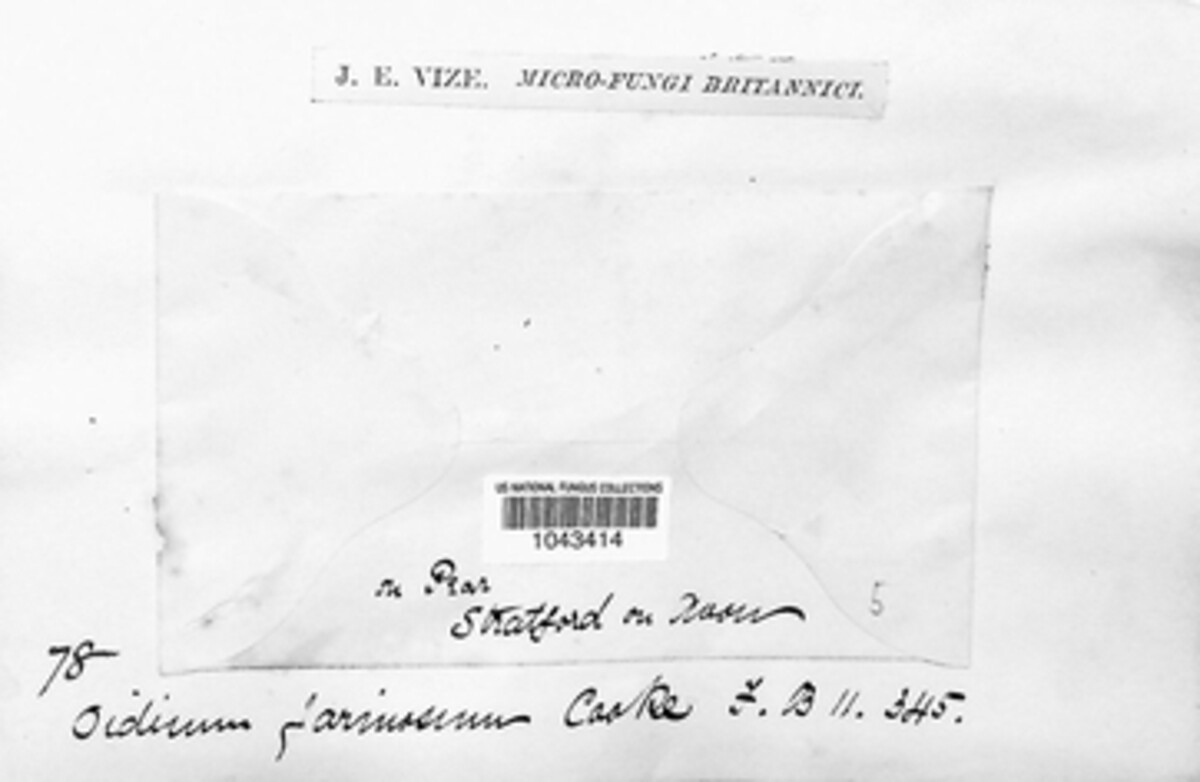 J. E. VIZE. MICRO-FUNGI BRITANNICI.
US NATIONAL FUNGUS COLLECTIONS
1043414
on Pear
Stratford on Avon
5
78
Oidium farinosum Cooke F. B 11. 345.